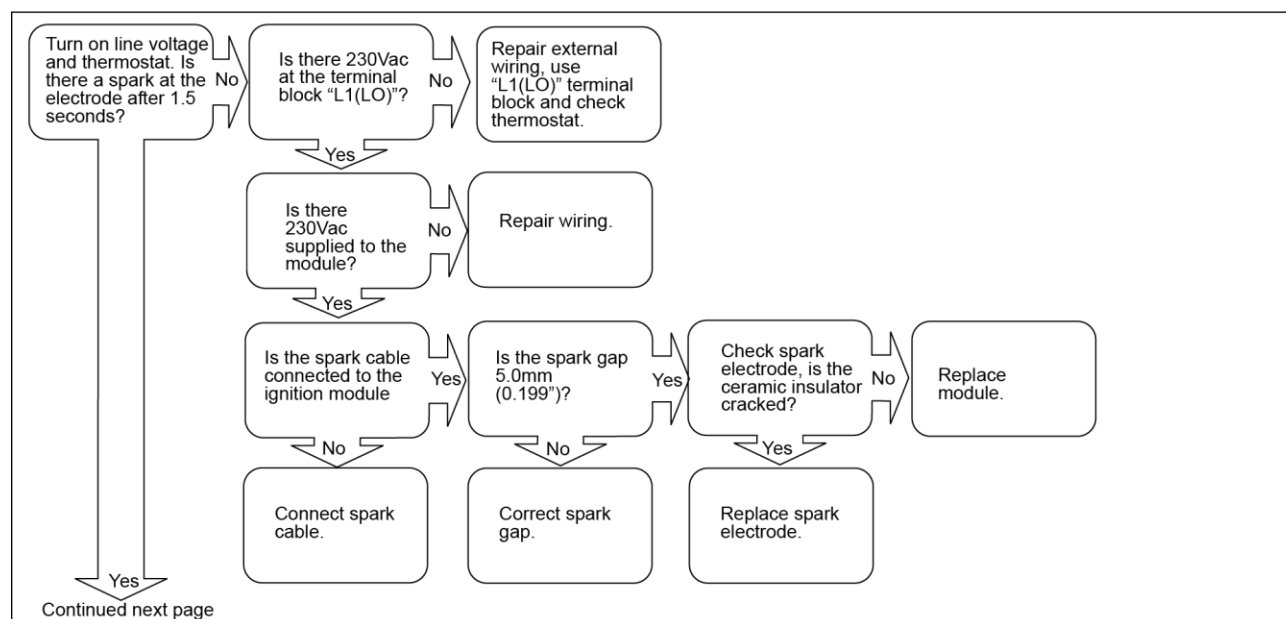 Turn on line voltage
and thermostat. Is
there a spark at the
electrode after 1.5
seconds?
No
Is there 230Vac
at the terminal
block “L1(LO)”?
No
Repair external
wiring, use
“L1(LO)” terminal
block and check
thermostat.
Yes
Is there
230Vac
supplied to the
module?
No
Repair wiring.
Yes
Is the spark cable
connected to the
ignition module
Yes
Is the spark gap
5.0mm
(0.199”)?
Yes
Check spark
electrode, is the
ceramic insulator
cracked?
No
Replace
module.
No
No
Yes
Connect spark
cable.
Correct spark
gap.
Replace spark
electrode.
Yes
Continued next page